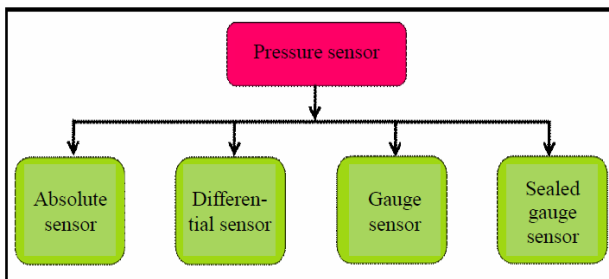 Pressure sensor
Absolute
sensor
Differen-
tial sensor
Gauge
sensor
Sealed
gauge
sensor